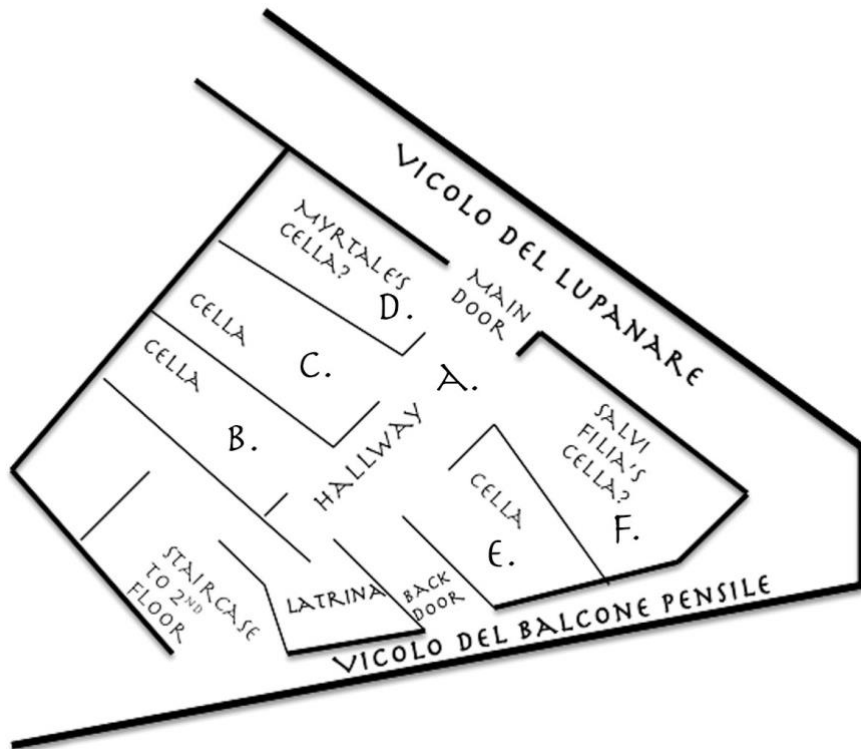 VICOLO DEL LUPANARE
MYRTALE'S
CELLA?
D.
MAIN
DOOR
CELLA
C.
A.
CELLA
B.
HALLWAY
SALVI
FILIA'S
CELLA?
F.
CELLA
E.
STAIRCASE
TO 2ND
FLOOR
LATRINA
BACK
DOOR
VICOLO DEL BALCONE PENSILE